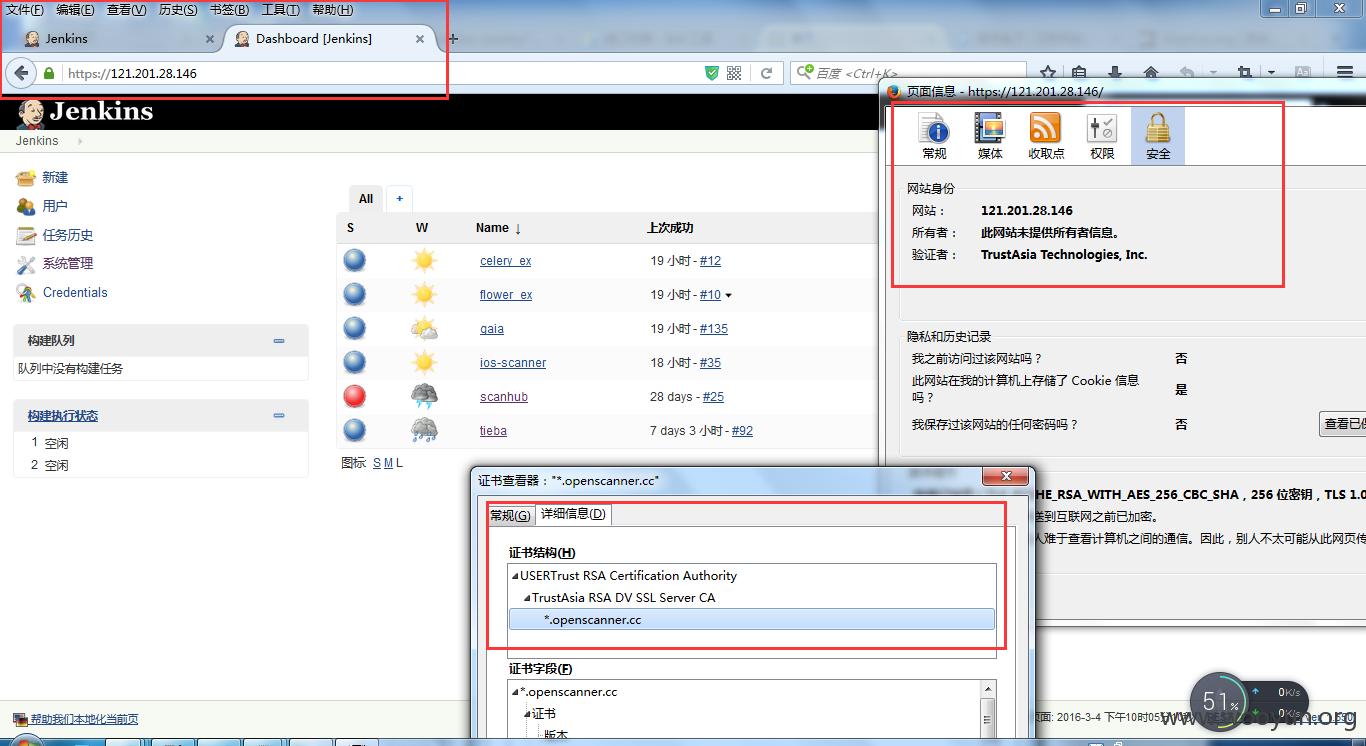 文件(F) 编辑(E) 查看(V) 历史(S) 书签(B) 工具(T) 帮助(H)
Jenkins × Dashboard [Jenkins] × +
https://121.201.28.146 百度 <Ctrl+K>
Jenkins
Jenkins
新建
用户
任务历史
系统管理
Credentials
构建队列
队列中没有构建任务
构建执行状态
1 空闲
2 空闲
All +
S W Name ↓ 上次成功
celery_ex 19 小时 - #12
flower_ex 19 小时 - #10
gaia 19 小时 - #135
ios-scanner 18 小时 - #35
scanhub 28 days - #25
tieba 7 days 3 小时 - #92
图标 S M L
页面信息 - https://121.201.28.146/
常规 媒体 收取点 权限 安全
网站身份
网站： 121.201.28.146
所有者： 此网站未提供所有者信息。
验证者： TrustAsia Technologies, Inc.
隐私和历史记录
我之前访问过该网站吗？ 否
此网站在我的计算机上存储了 Cookie 信息
吗？ 是
我保存过该网站的任何密码吗？ 否
查看已保
HE_RSA_WITH_AES_256_CBC_SHA，256 位密钥，TLS 1.0
送到互联网之前已加密。
人难于查看计算机之间的通信。因此，别人不太可能从此网页传
证书查看器："*.openscanner.cc"
常规(G) 详细信息(D)
证书结构(H)
USERTrust RSA Certification Authority
TrustAsia RSA DV SSL Server CA
*.openscanner.cc
证书字段(F)
*.openscanner.cc
证书
版本
帮助我们本地化当前页
页面: 2016-3-4 下午10时05分
51% 0K/s
0K/s